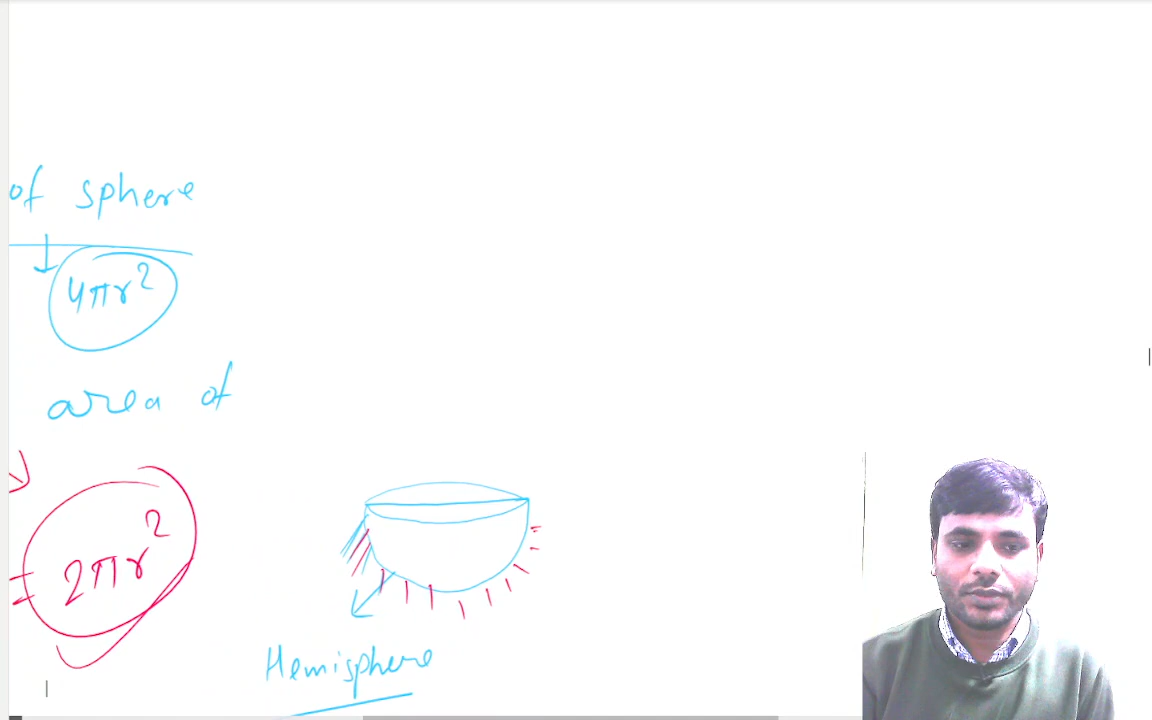 of sphere
4πr²
area of
= 2πr²
Hemisphere